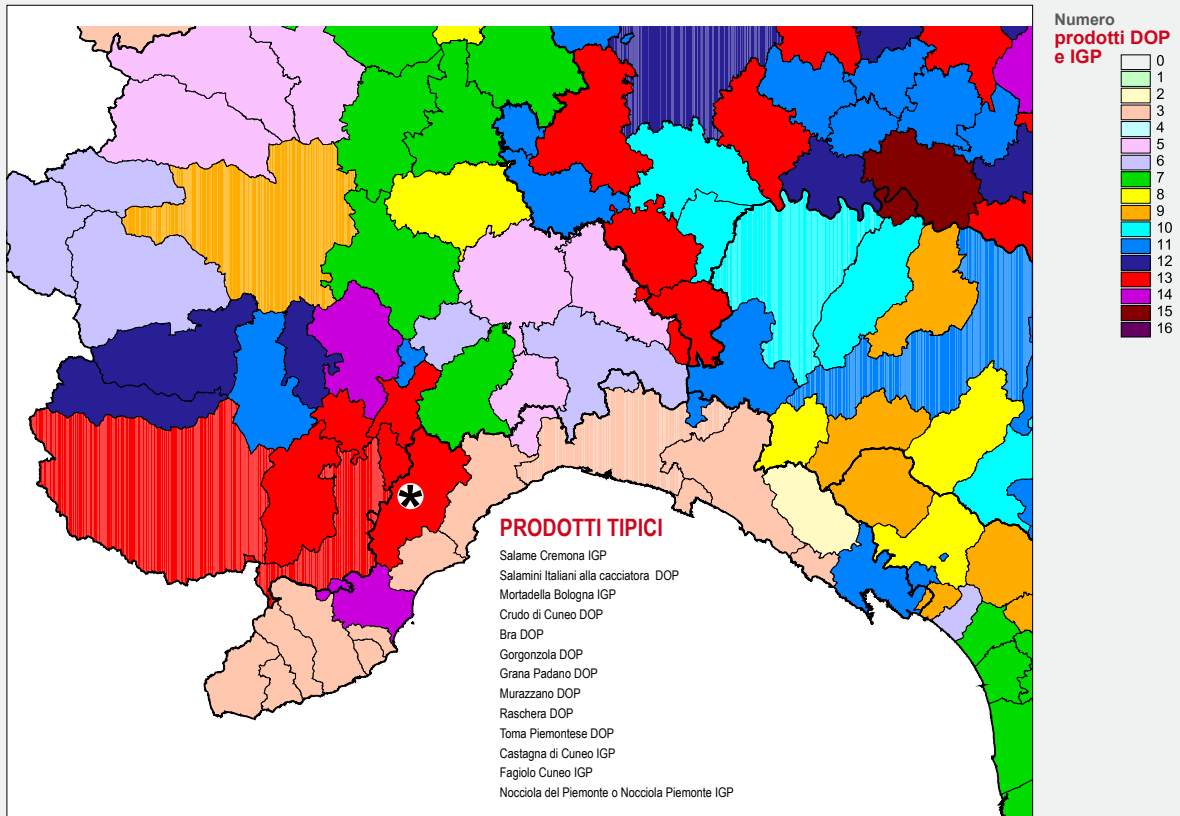 Numero
prodotti DOP
e IGP
0
1
2
3
4
5
6
7
8
9
10
11
12
13
14
15
16
*
PRODOTTI TIPICI
Salame Cremona IGP
Salamini Italiani alla cacciatora DOP
Mortadella Bologna IGP
Crudo di Cuneo DOP
Bra DOP
Gorgonzola DOP
Grana Padano DOP
Murazzano DOP
Raschera DOP
Toma Piemontese DOP
Castagna di Cuneo IGP
Fagiolo Cuneo IGP
Nocciola del Piemonte o Nocciola Piemonte IGP